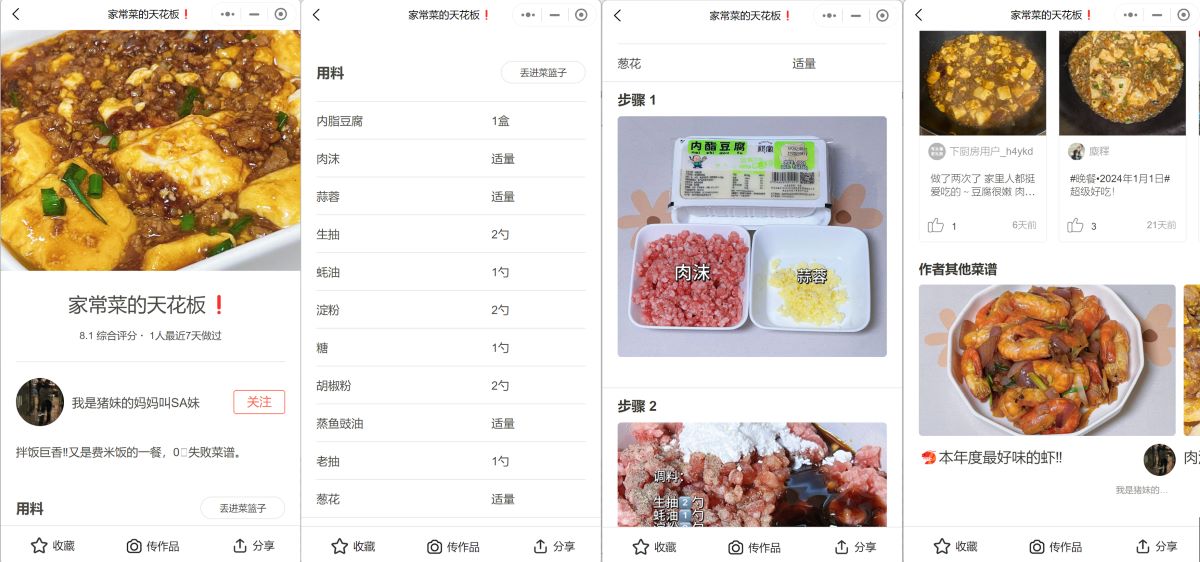 家常菜的天花板❗
家常菜的天花板❗
8.1 综合评分 · 1人最近7天做过
我是猪妹的妈妈叫SA妹
关注
拌饭巨香‼又是费米饭的一餐，0失败菜谱。
用料
丢进菜篮子
收藏
传作品
分享
家常菜的天花板❗
用料
丢进菜篮子
内脂豆腐 1盒
肉沫 适量
蒜蓉 适量
生抽 2勺
蚝油 1勺
淀粉 2勺
糖 1勺
胡椒粉 2勺
蒸鱼豉油 适量
老抽 1勺
葱花 适量
收藏
传作品
分享
家常菜的天花板❗
葱花 适量
步骤 1
内酯豆腐
肉沫
蒜蓉
步骤 2
调料：
生抽2勺
蚝油1勺
收藏
传作品
分享
家常菜的天花板❗
下厨房用户_h4ykd
做了两次了 家里人都挺
爱吃的 ~ 豆腐很嫩 肉…
1
6天前
#晚餐•2024年1月1日#
超级好吃！
3
21天前
作者其他菜谱
🦐本年度最好味的虾‼
我是猪妹的…
收藏
传作品
分享